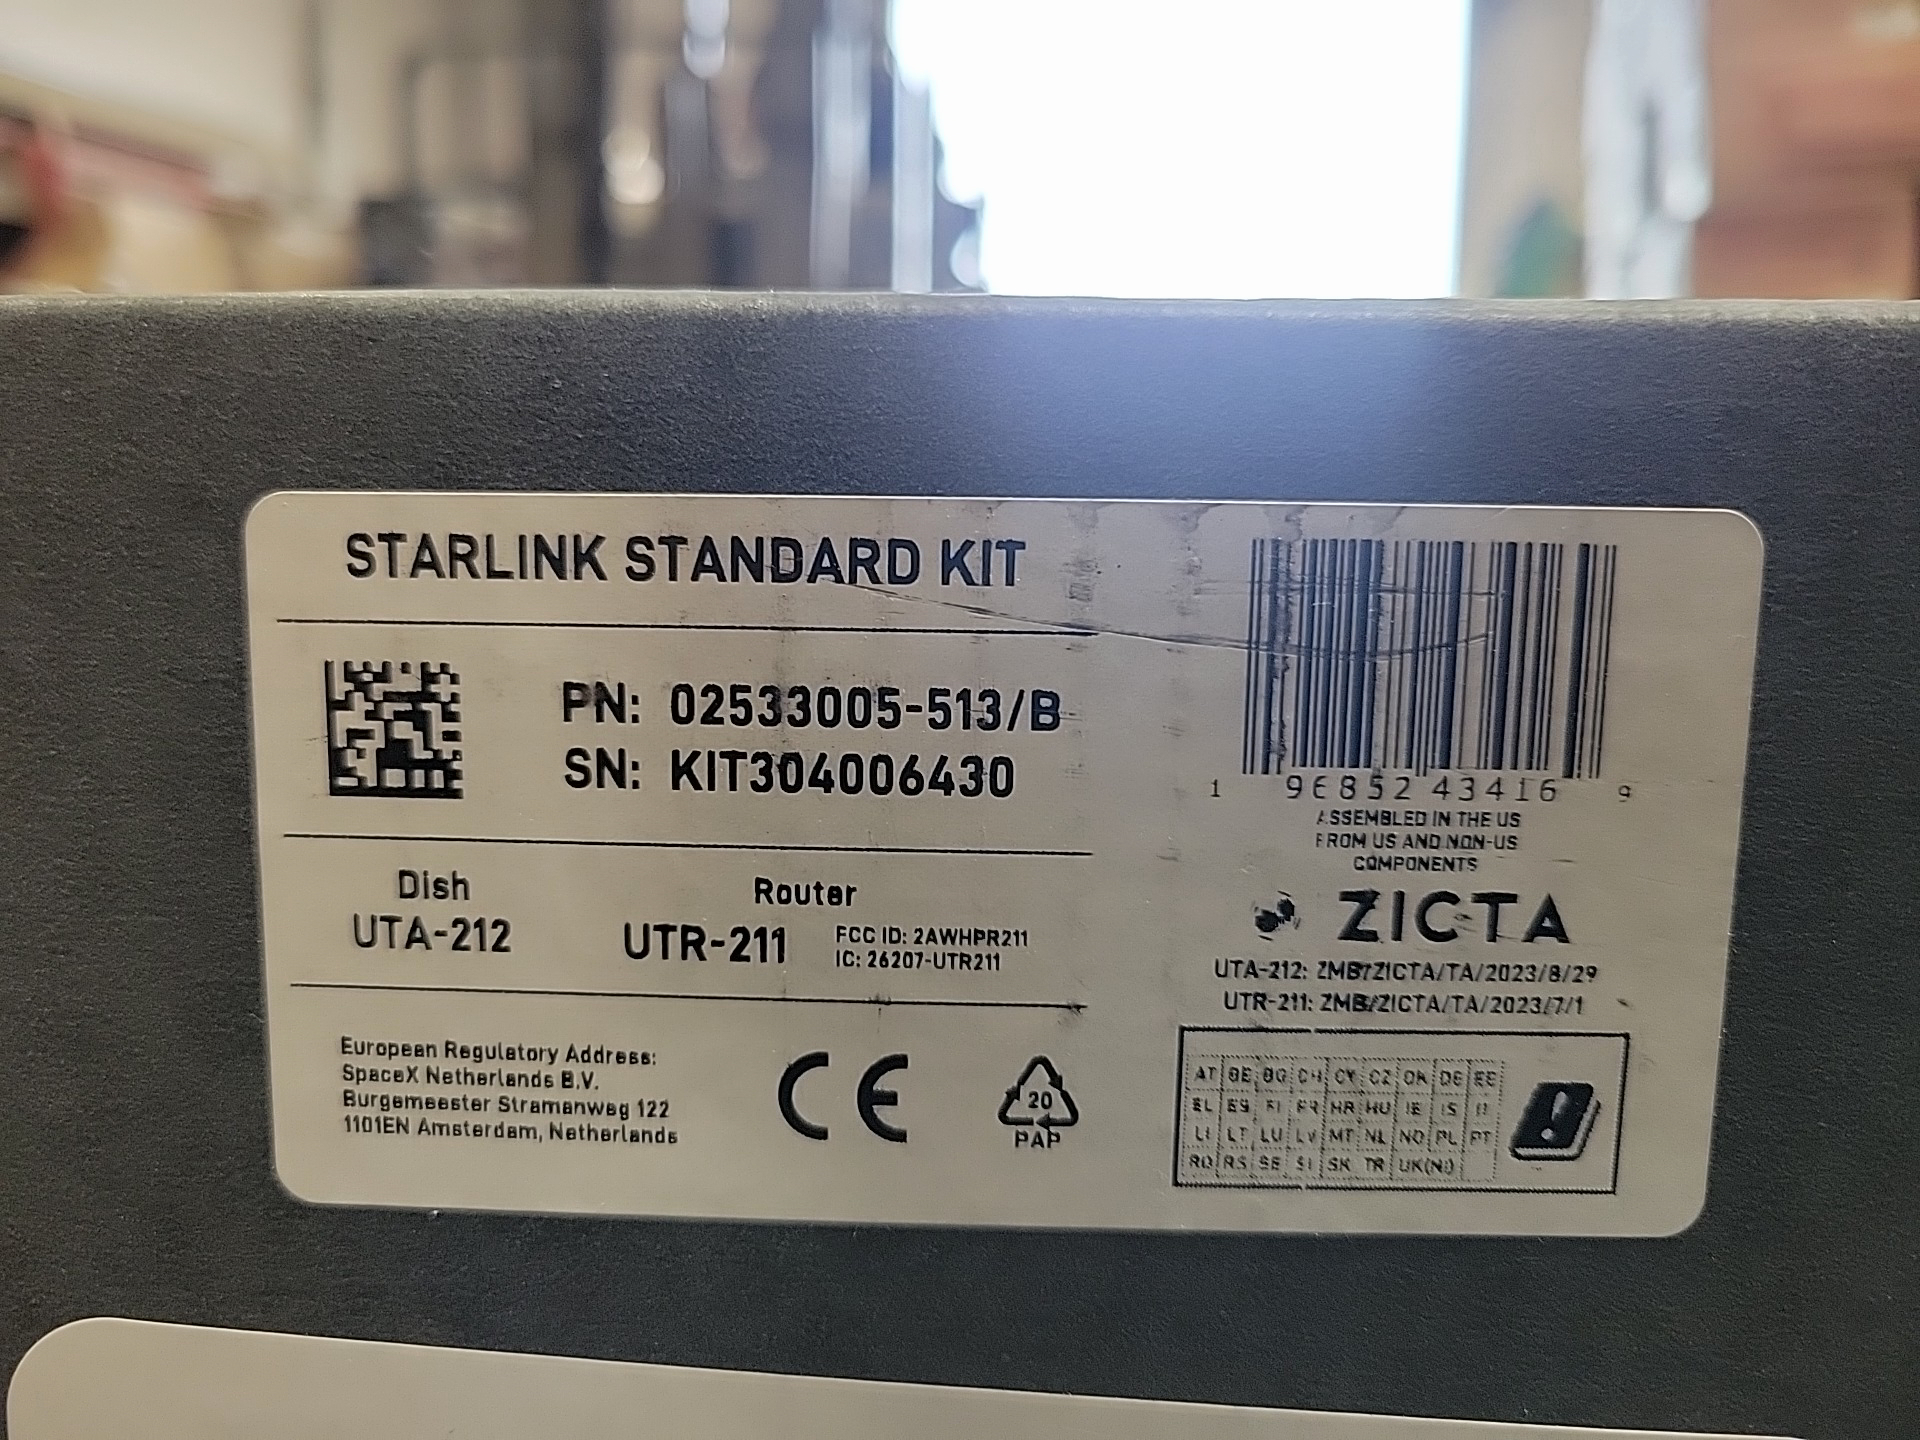 STARLINK STANDARD KIT
PN: 02533005-513/B
SN: KIT304006430
Dish
UTA-212
Router
UTR-211
FCC ID: 2AWHPR211
IC: 26207-UTR211
European Regulatory Address:
SpaceX Netherlands B.V.
Burgemeester Stramanweg 122
1101EN Amsterdam, Netherlands
CE
20
PAP
1 96852 43416 9
ASSEMBLED IN THE US
FROM US AND NON-US
COMPONENTS
ZICTA
UTA-212: ZMB/ZICTA/TA/2023/8/29
UTR-211: ZMB/ZICTA/TA/2023/7/1
AT BE BG CH CY CZ DK DE EE
EL ES FI FR HR HU IE IS IT
LI LT LU LV MT NL NO PL PT
RO RS SE SI SK TR UK(NI)